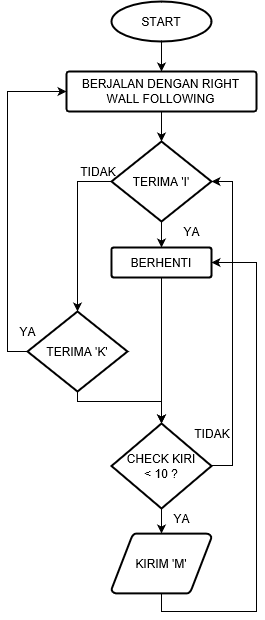 START
BERJALAN DENGAN RIGHT
WALL FOLLOWING
TIDAK
TERIMA 'I'
YA
BERHENTI
YA
TERIMA 'K'
TIDAK
CHECK KIRI
< 10 ?
YA
KIRIM 'M'